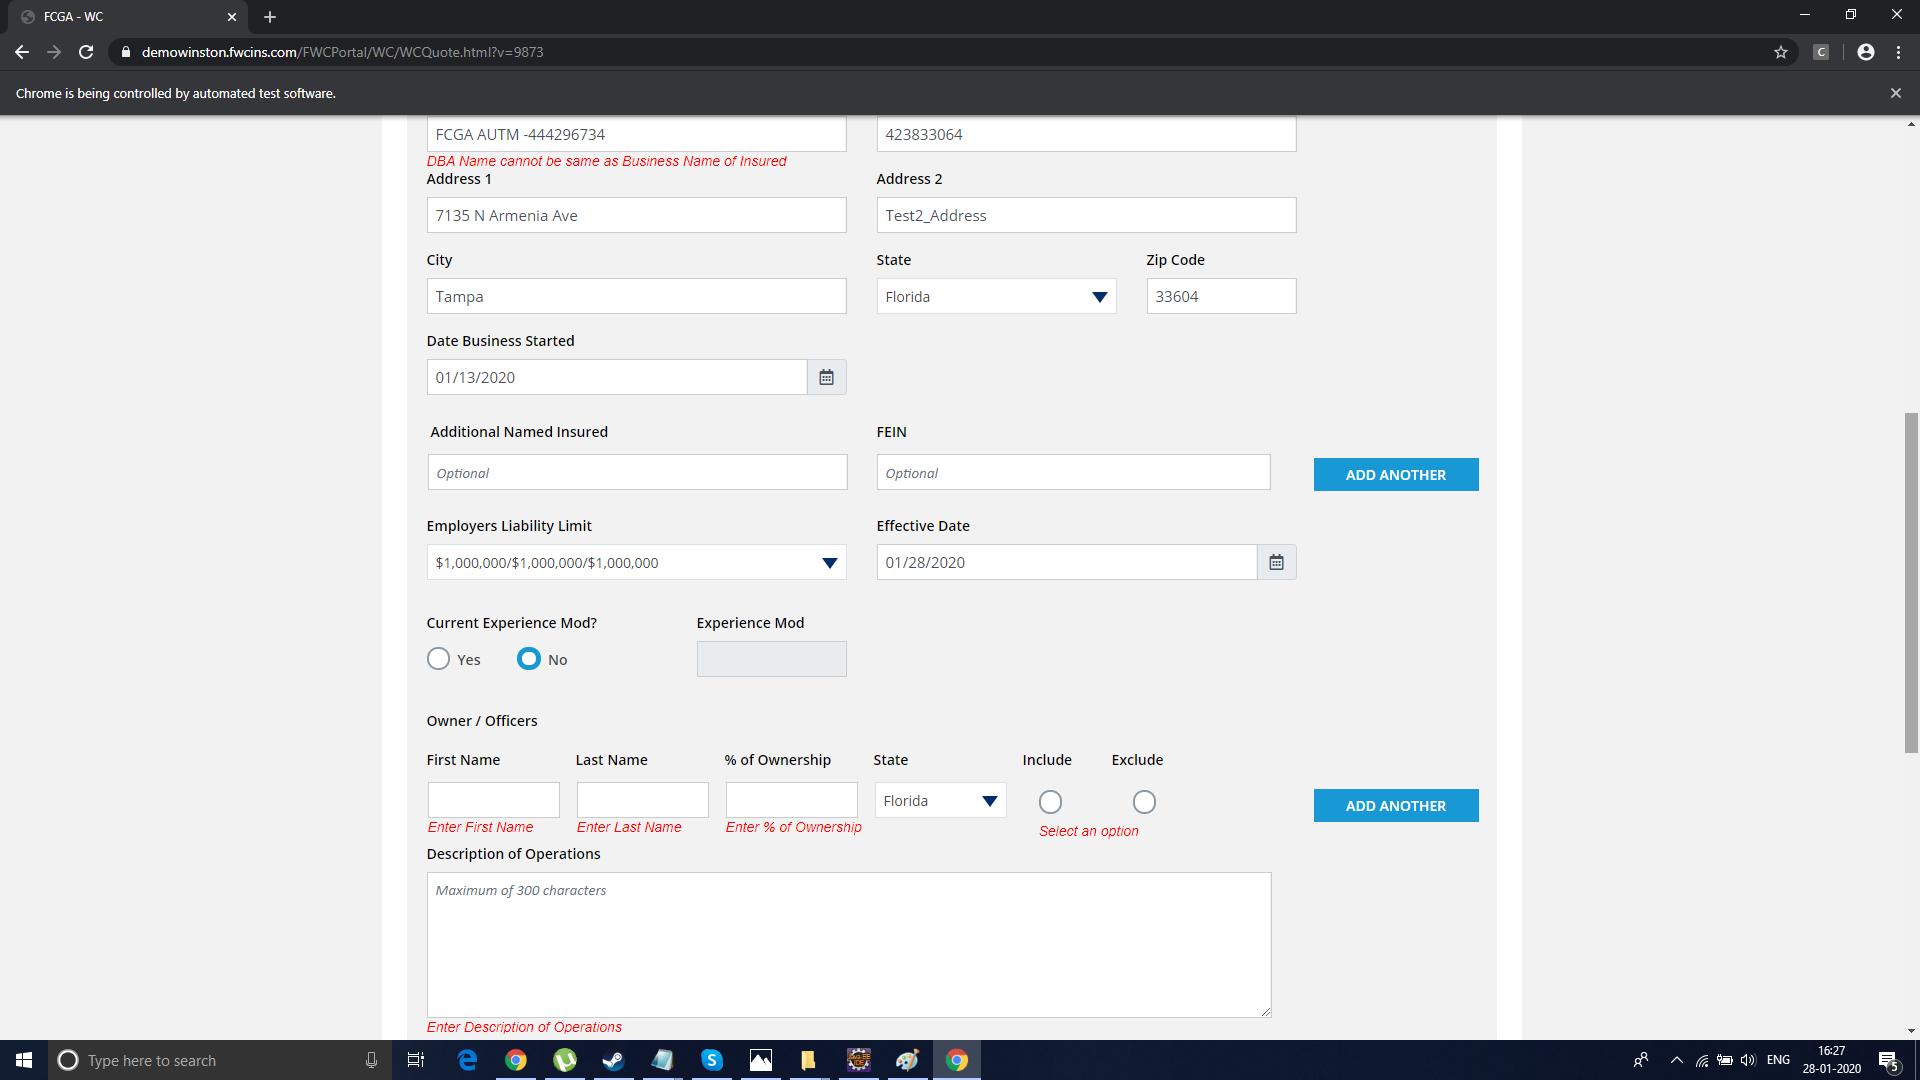 FCGA - WC
demowinston.fwcins.com/FWCPortal/WC/WCQuote.html?v=9873
C
Chrome is being controlled by automated test software.
FCGA AUTM -444296734 423833064
DBA Name cannot be same as Business Name of Insured
Address 1 Address 2
7135 N Armenia Ave Test2_Address
City State Zip Code
Tampa Florida 33604
Date Business Started
01/13/2020
Additional Named Insured FEIN
Optional Optional ADD ANOTHER
Employers Liability Limit Effective Date
$1,000,000/$1,000,000/$1,000,000 01/28/2020
Current Experience Mod? Experience Mod
Yes No
Owner / Officers
First Name Last Name % of Ownership State Include Exclude
Florida ADD ANOTHER
Enter First Name Enter Last Name Enter % of Ownership Select an option
Description of Operations
Maximum of 300 characters
Enter Description of Operations
Type here to search ENG 16:27
28-01-2020 5